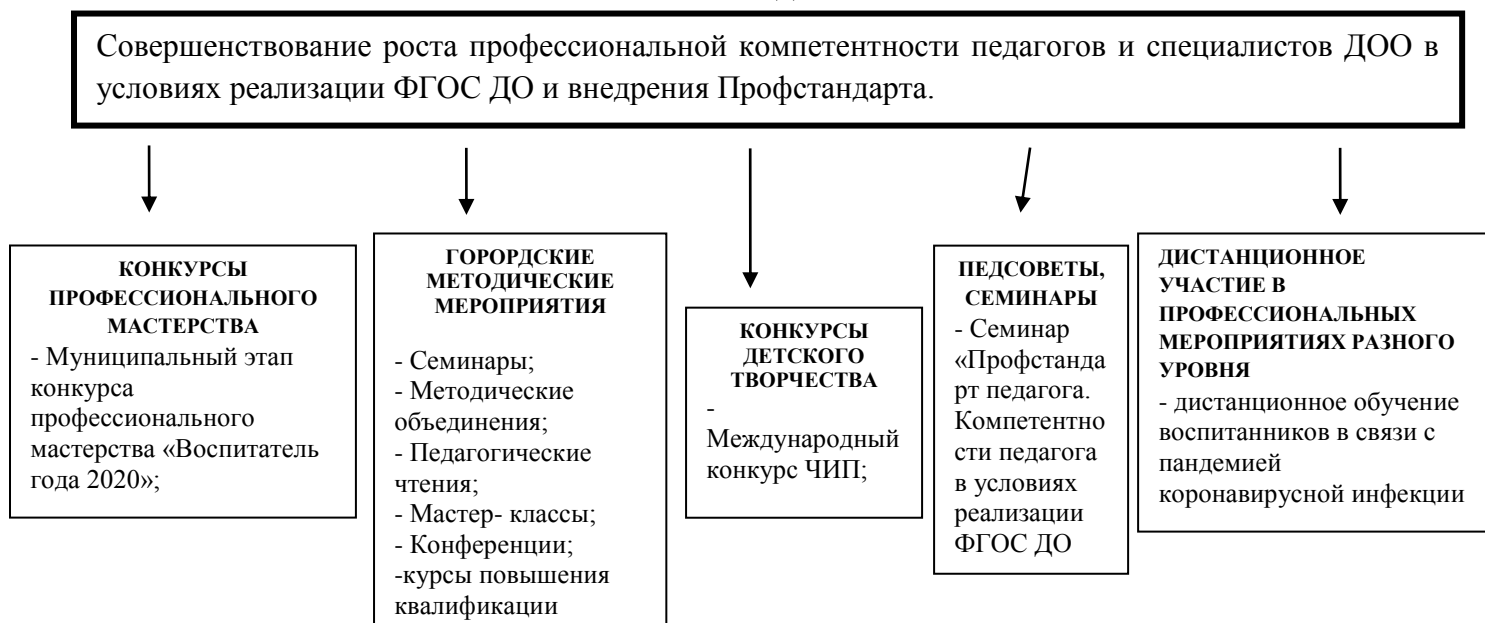 Совершенствование роста профессиональной компетентности педагогов и специалистов ДОО в
условиях реализации ФГОС ДО и внедрения Профстандарта.
КОНКУРСЫ
ПРОФЕССИОНАЛЬНОГО
МАСТЕРСТВА
- Муниципальный этап
конкурса
профессионального
мастерства «Воспитатель
года 2020»;
ГОРОРДСКИЕ
МЕТОДИЧЕСКИЕ
МЕРОПРИЯТИЯ
- Семинары;
- Методические
объединения;
- Педагогические
чтения;
- Мастер- классы;
- Конференции;
-курсы повышения
квалификации
КОНКУРСЫ
ДЕТСКОГО
ТВОРЧЕСТВА
-
Международный
конкурс ЧИП;
ПЕДСОВЕТЫ,
СЕМИНАРЫ
- Семинар
«Профстанда
рт педагога.
Компетентно
сти педагога
в условиях
реализации
ФГОС ДО
ДИСТАНЦИОННОЕ
УЧАСТИЕ В
ПРОФЕССИОНАЛЬНЫХ
МЕРОПРИЯТИЯХ РАЗНОГО
УРОВНЯ
- дистанционное обучение
воспитанников в связи с
пандемией
коронавирусной инфекции